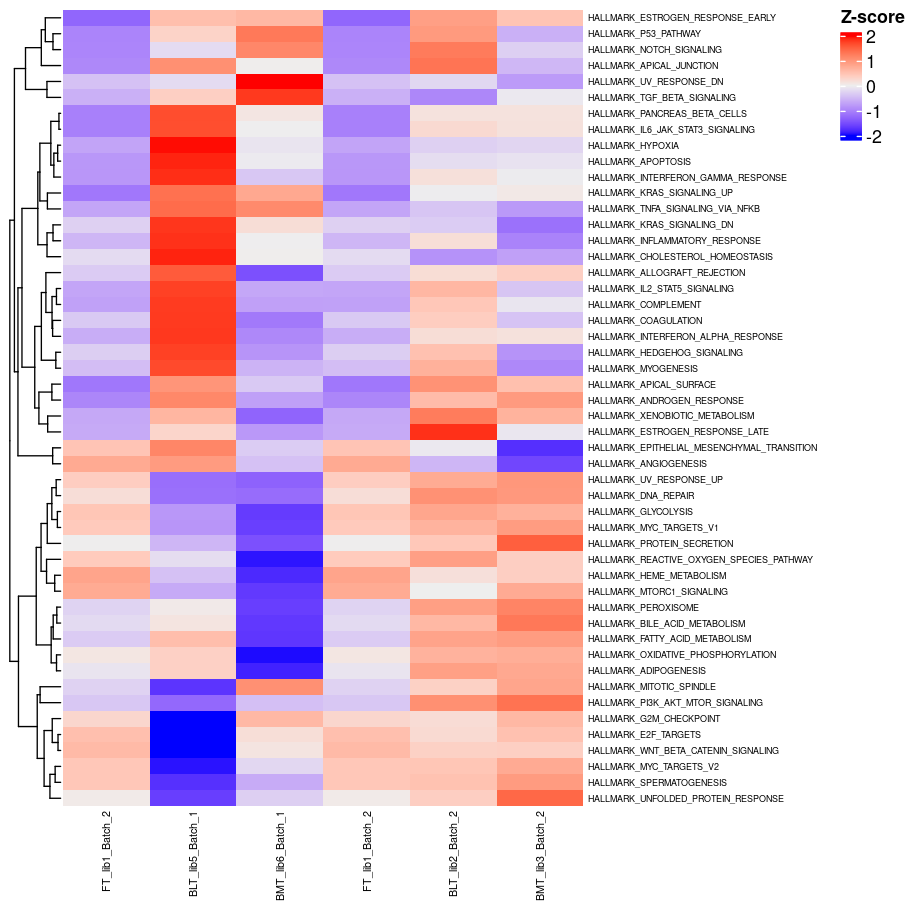 Z-score
2
1
0
-1
-2
HALLMARK_ESTROGEN_RESPONSE_EARLY
HALLMARK_P53_PATHWAY
HALLMARK_NOTCH_SIGNALING
HALLMARK_APICAL_JUNCTION
HALLMARK_UV_RESPONSE_DN
HALLMARK_TGF_BETA_SIGNALING
HALLMARK_PANCREAS_BETA_CELLS
HALLMARK_IL6_JAK_STAT3_SIGNALING
HALLMARK_HYPOXIA
HALLMARK_APOPTOSIS
HALLMARK_INTERFERON_GAMMA_RESPONSE
HALLMARK_KRAS_SIGNALING_UP
HALLMARK_TNFA_SIGNALING_VIA_NFKB
HALLMARK_KRAS_SIGNALING_DN
HALLMARK_INFLAMMATORY_RESPONSE
HALLMARK_CHOLESTEROL_HOMEOSTASIS
HALLMARK_ALLOGRAFT_REJECTION
HALLMARK_IL2_STAT5_SIGNALING
HALLMARK_COMPLEMENT
HALLMARK_COAGULATION
HALLMARK_INTERFERON_ALPHA_RESPONSE
HALLMARK_HEDGEHOG_SIGNALING
HALLMARK_MYOGENESIS
HALLMARK_APICAL_SURFACE
HALLMARK_ANDROGEN_RESPONSE
HALLMARK_XENOBIOTIC_METABOLISM
HALLMARK_ESTROGEN_RESPONSE_LATE
HALLMARK_EPITHELIAL_MESENCHYMAL_TRANSITION
HALLMARK_ANGIOGENESIS
HALLMARK_UV_RESPONSE_UP
HALLMARK_DNA_REPAIR
HALLMARK_GLYCOLYSIS
HALLMARK_MYC_TARGETS_V1
HALLMARK_PROTEIN_SECRETION
HALLMARK_REACTIVE_OXYGEN_SPECIES_PATHWAY
HALLMARK_HEME_METABOLISM
HALLMARK_MTORC1_SIGNALING
HALLMARK_PEROXISOME
HALLMARK_BILE_ACID_METABOLISM
HALLMARK_FATTY_ACID_METABOLISM
HALLMARK_OXIDATIVE_PHOSPHORYLATION
HALLMARK_ADIPOGENESIS
HALLMARK_MITOTIC_SPINDLE
HALLMARK_PI3K_AKT_MTOR_SIGNALING
HALLMARK_G2M_CHECKPOINT
HALLMARK_E2F_TARGETS
HALLMARK_WNT_BETA_CATENIN_SIGNALING
HALLMARK_MYC_TARGETS_V2
HALLMARK_SPERMATOGENESIS
HALLMARK_UNFOLDED_PROTEIN_RESPONSE
FT_lib1_Batch_2
BLT_lib5_Batch_1
BMT_lib6_Batch_1
FT_lib1_Batch_2
BLT_lib2_Batch_2
BMT_lib3_Batch_2